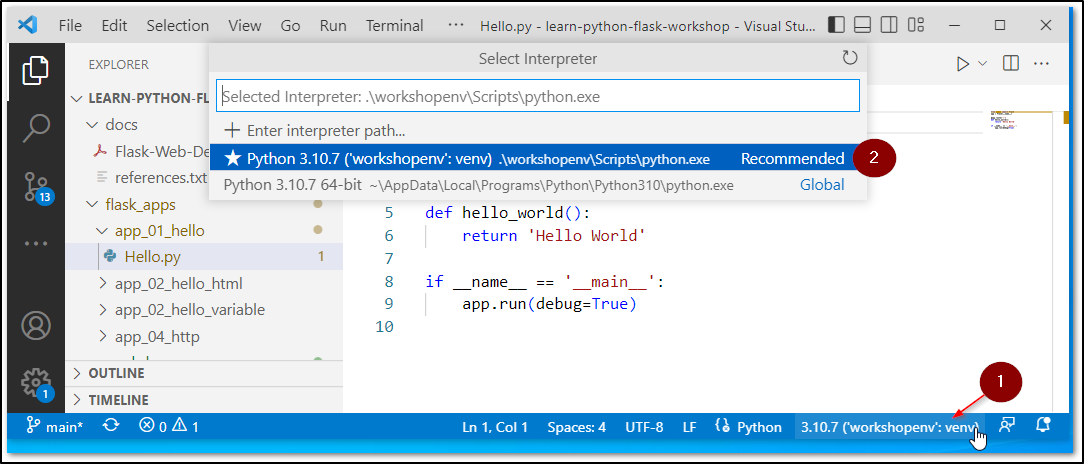 File Edit Selection View Go Run Terminal ··· Hello.py - learn-python-flask-workshop - Visual Stu...
EXPLORER
Select Interpreter
LEARN-PYTHON-FL
Selected Interpreter: .\workshopenv\Scripts\python.exe
docs
Enter interpreter path...
Flask-Web-De
Python 3.10.7 ('workshopenv': venv) .\workshopenv\Scripts\python.exe Recommended
2
references.txt
Python 3.10.7 64-bit ~\AppData\Local\Programs\Python\Python310\python.exe Global
13
flask_apps
5 def hello_world():
app_01_hello
6 return 'Hello World'
Hello.py 1
7
app_02_hello_html
8 if __name__ == '__main__':
app_02_hello_variable
9 app.run(debug=True)
app_04_http
10
OUTLINE
1
TIMELINE
1
main* 0 1 Ln 1, Col 1 Spaces: 4 UTF-8 LF Python 3.10.7 ('workshopenv': venv)